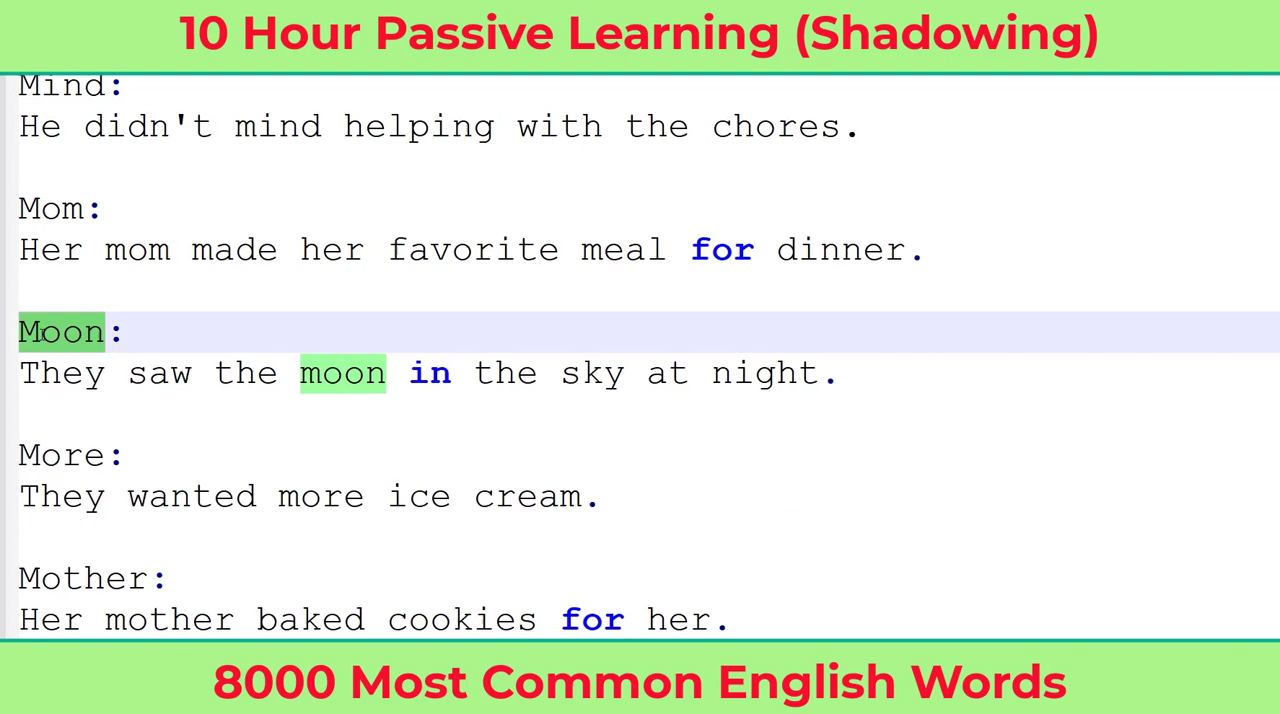 10 Hour Passive Learning (Shadowing)
Mind:
He didn't mind helping with the chores.
Mom:
Her mom made her favorite meal for dinner.
Moon:
They saw the moon in the sky at night.
More:
They wanted more ice cream.
Mother:
Her mother baked cookies for her.
8000 Most Common English Words